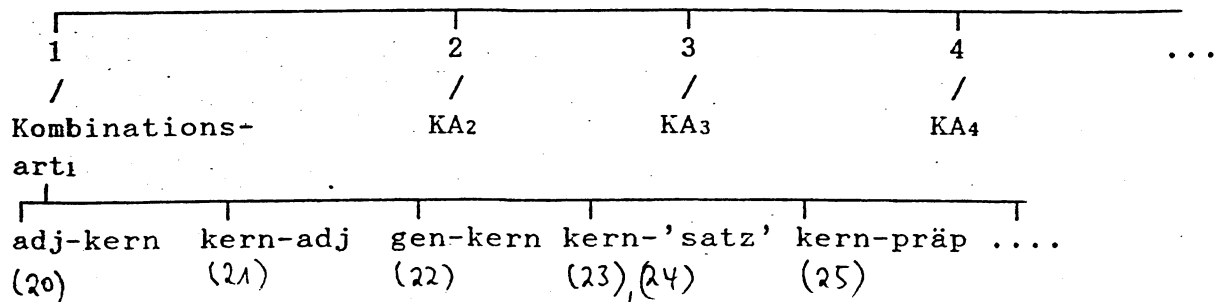 1 2 3 4 ...
/ / / /
Kombinations- KA2 KA3 KA4
art1
adj-kern kern-adj gen-kern kern-'satz' kern-präp ....
(20) (21) (22) (23), (24) (25)